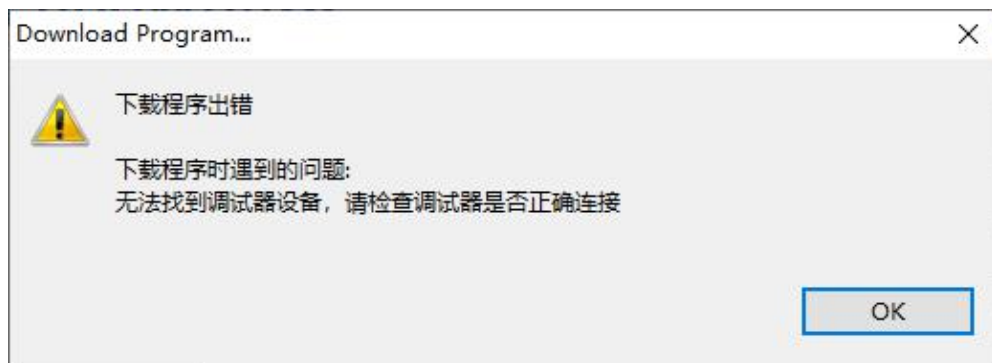 Download Program...
下载程序出错
下载程序时遇到的问题:
无法找到调试器设备，请检查调试器是否正确连接
OK